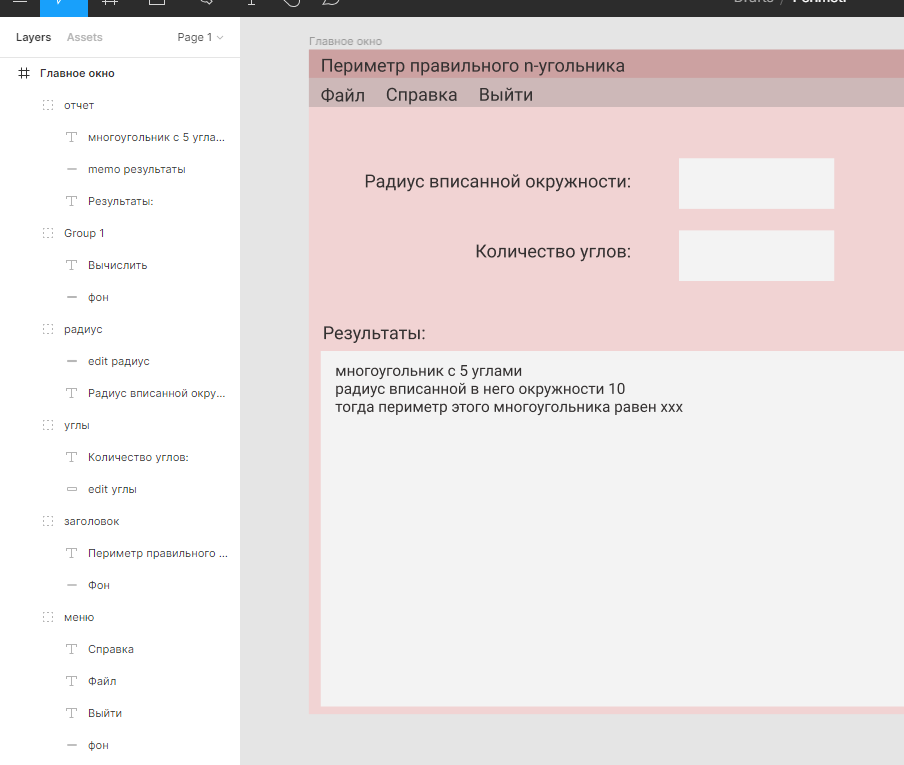 Drafts / Perimetr
Layers Assets Page 1
Главное окно
отчет
многоугольник с 5 угла...
memo результаты
Результаты:
Group 1
Вычислить
фон
радиус
edit радиус
Радиус вписанной окру...
углы
Количество углов:
edit углы
заголовок
Периметр правильного ...
Фон
меню
Справка
Файл
Выйти
фон
Главное окно
Периметр правильного n-угольника
Файл Справка Выйти
Радиус вписанной окружности:
Количество углов:
Результаты:
многоугольник с 5 углами
радиус вписанной в него окружности 10
тогда периметр этого многоугольника равен xxx